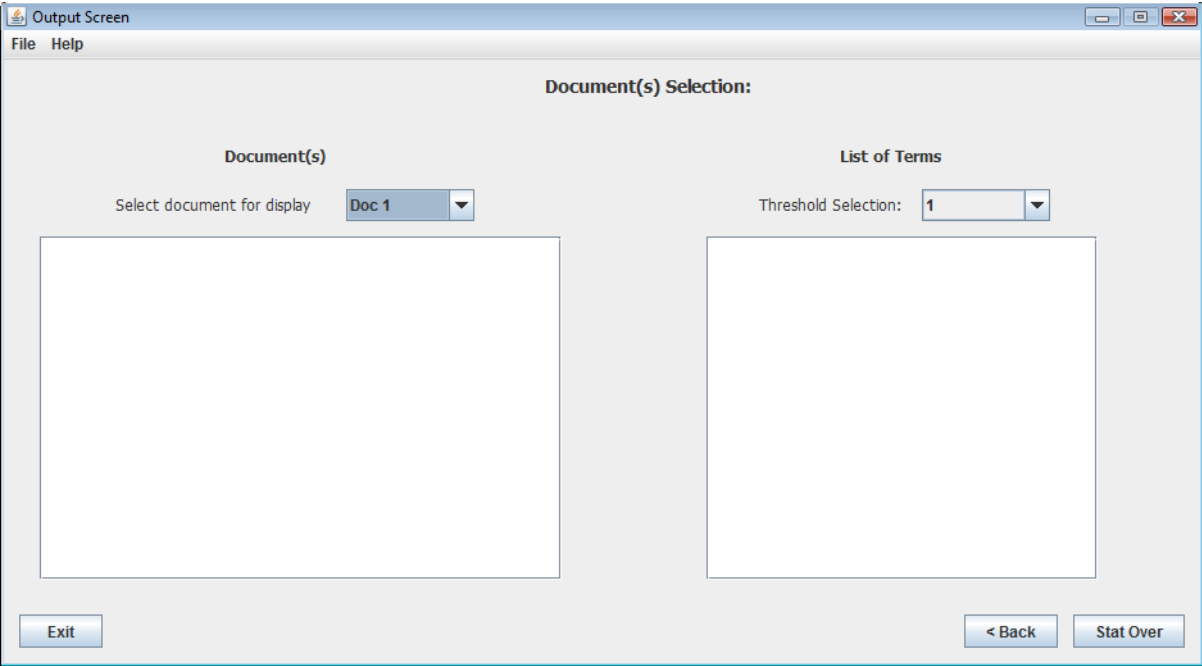 Output Screen
File Help
Document(s) Selection:
Document(s)
List of Terms
Select document for display Doc 1
Threshold Selection: 1
Exit
< Back
Stat Over